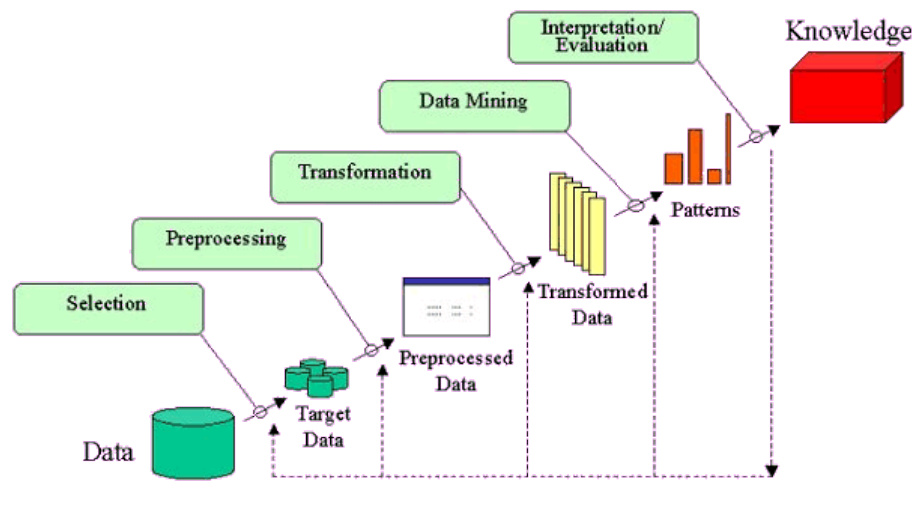 Interpretation/
Evaluation
Knowledge
Data Mining
Transformation
Patterns
Preprocessing
Transformed
Data
Selection
Preprocessed
Data
Target
Data
Data